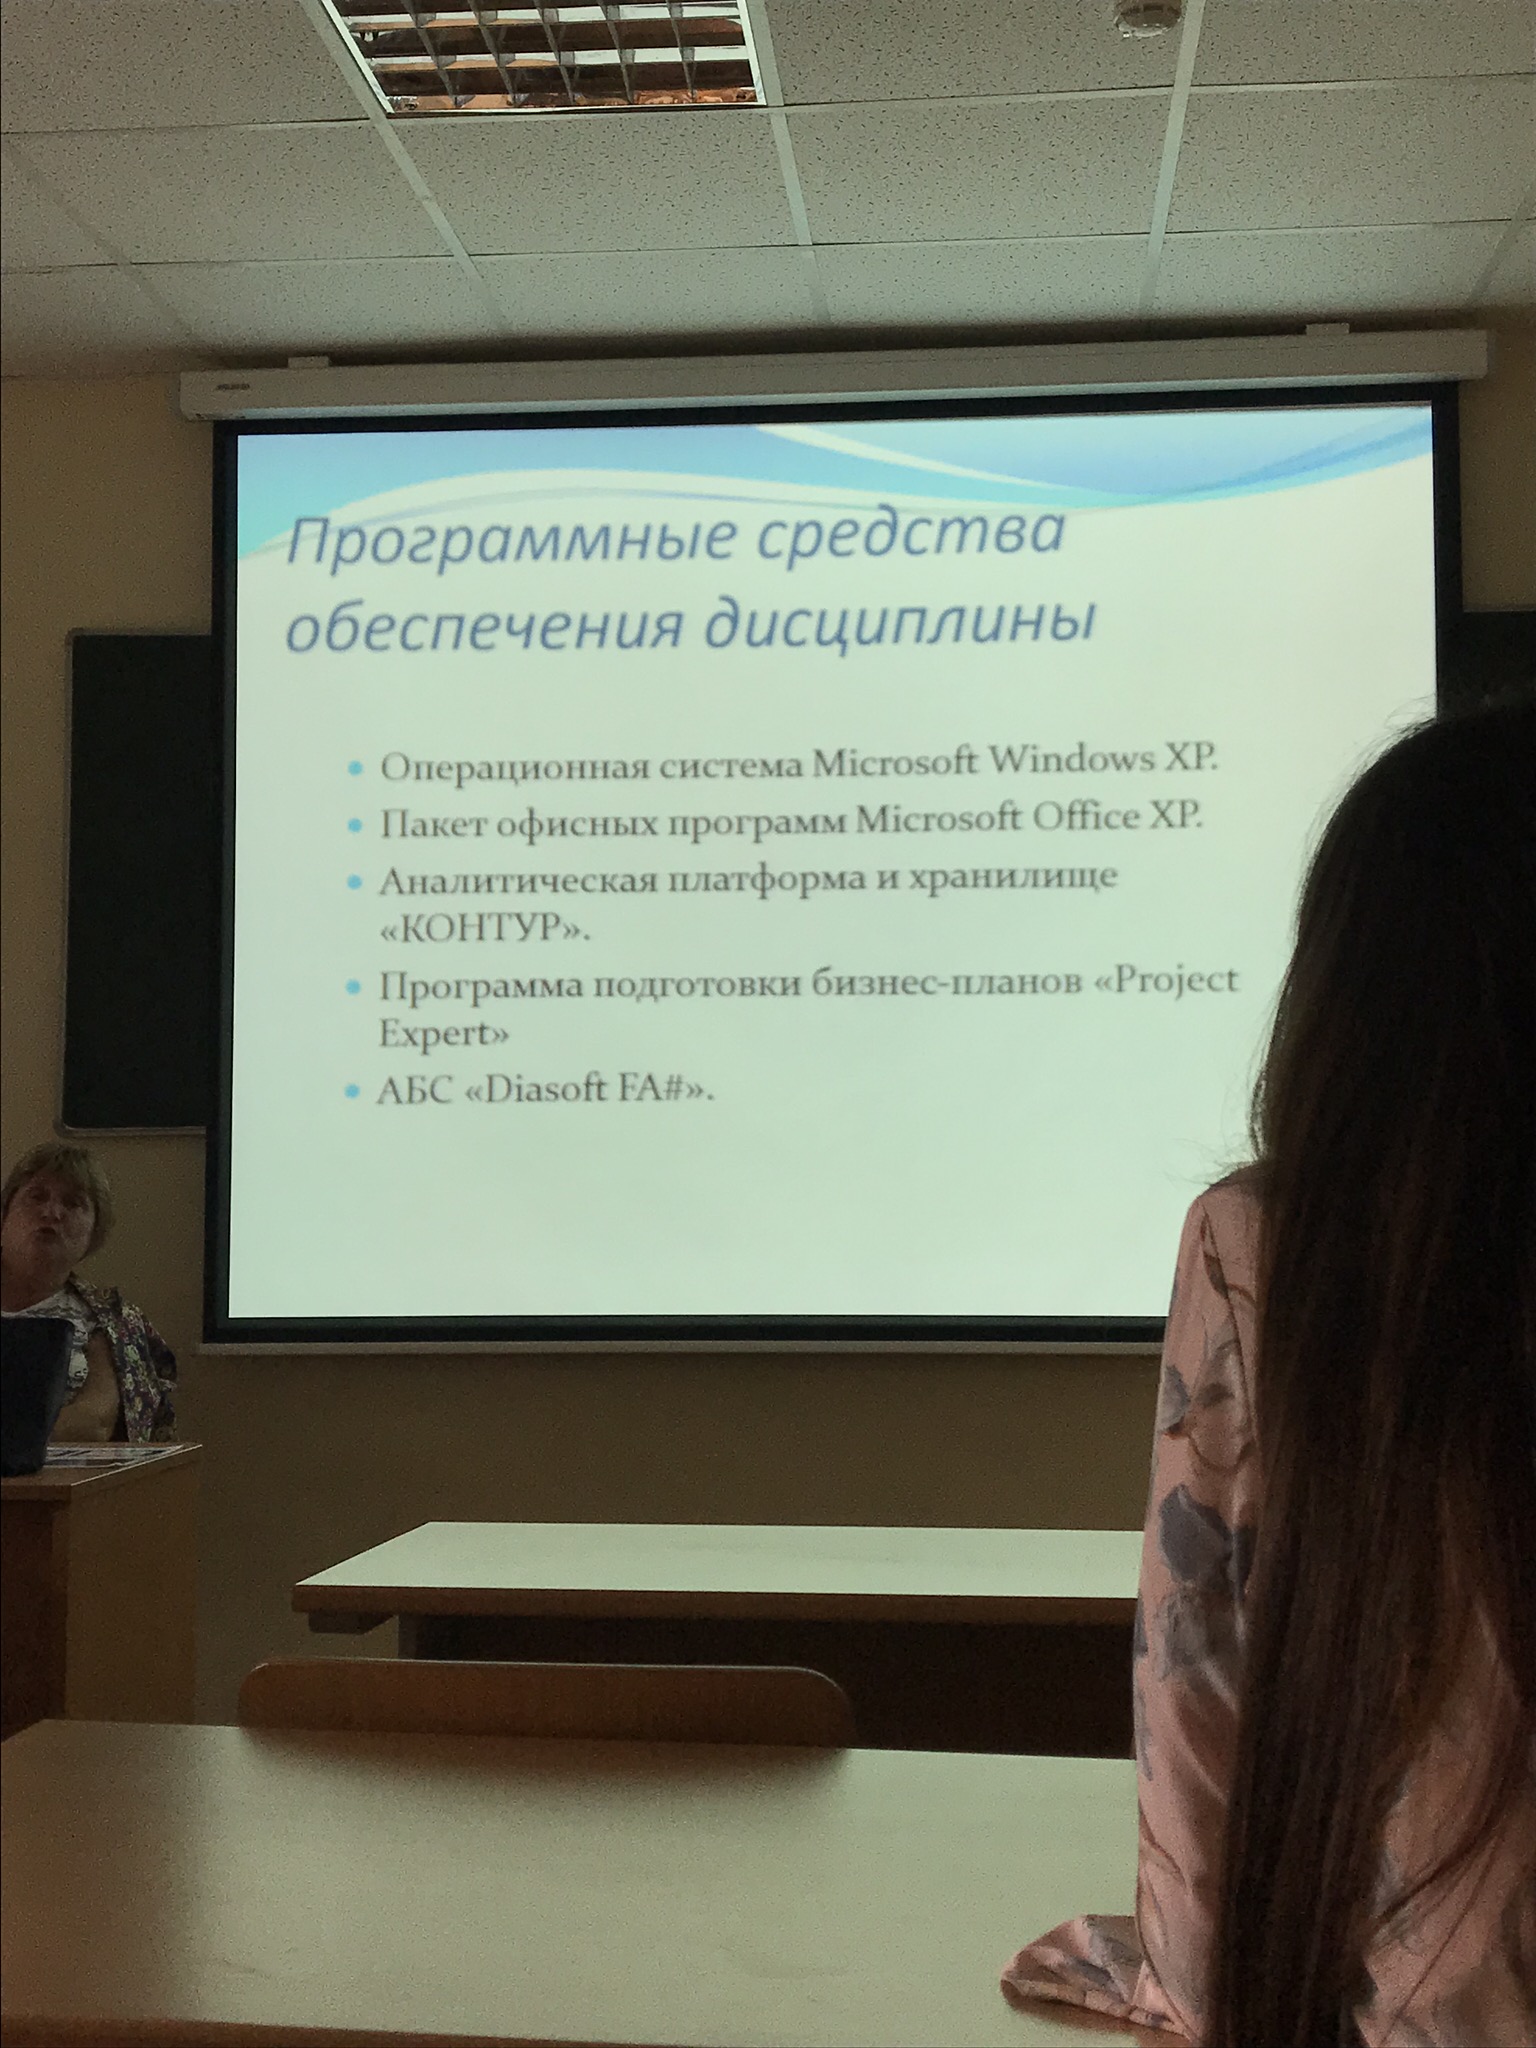 Программные средства
обеспечения дисциплины
• Операционная система Microsoft Windows XP.
• Пакет офисных программ Microsoft Office XP.
• Аналитическая платформа и хранилище
«КОНТУР».
• Программа подготовки бизнес-планов «Project
Expert»
• АБС «Diasoft FA#».